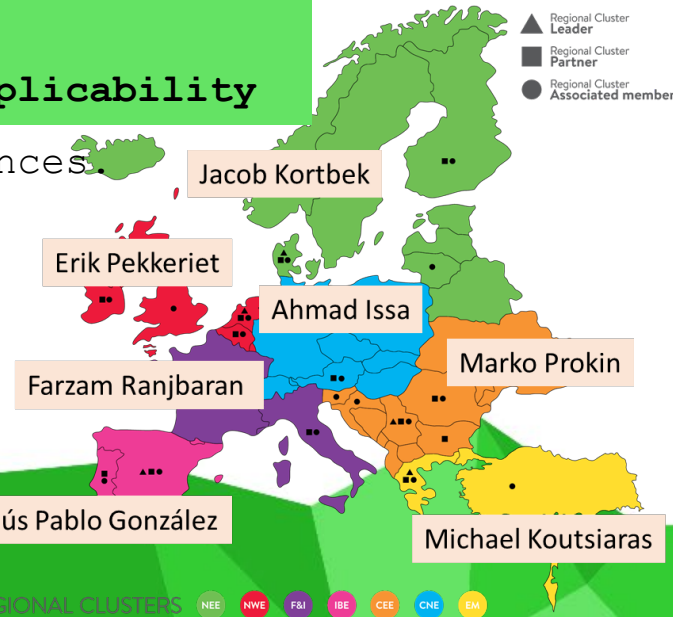 Regional Cluster
Leader
Regional Cluster
Partner
Regional Cluster
Associated member
plicability
nces.
Jacob Kortbek
Erik Pekkeriet
Ahmad Issa
Marko Prokin
Farzam Ranjbaran
ús Pablo González
Michael Koutsiaras
GIONAL CLUSTERS NEE NWE F&I IBE CEE CNE EM